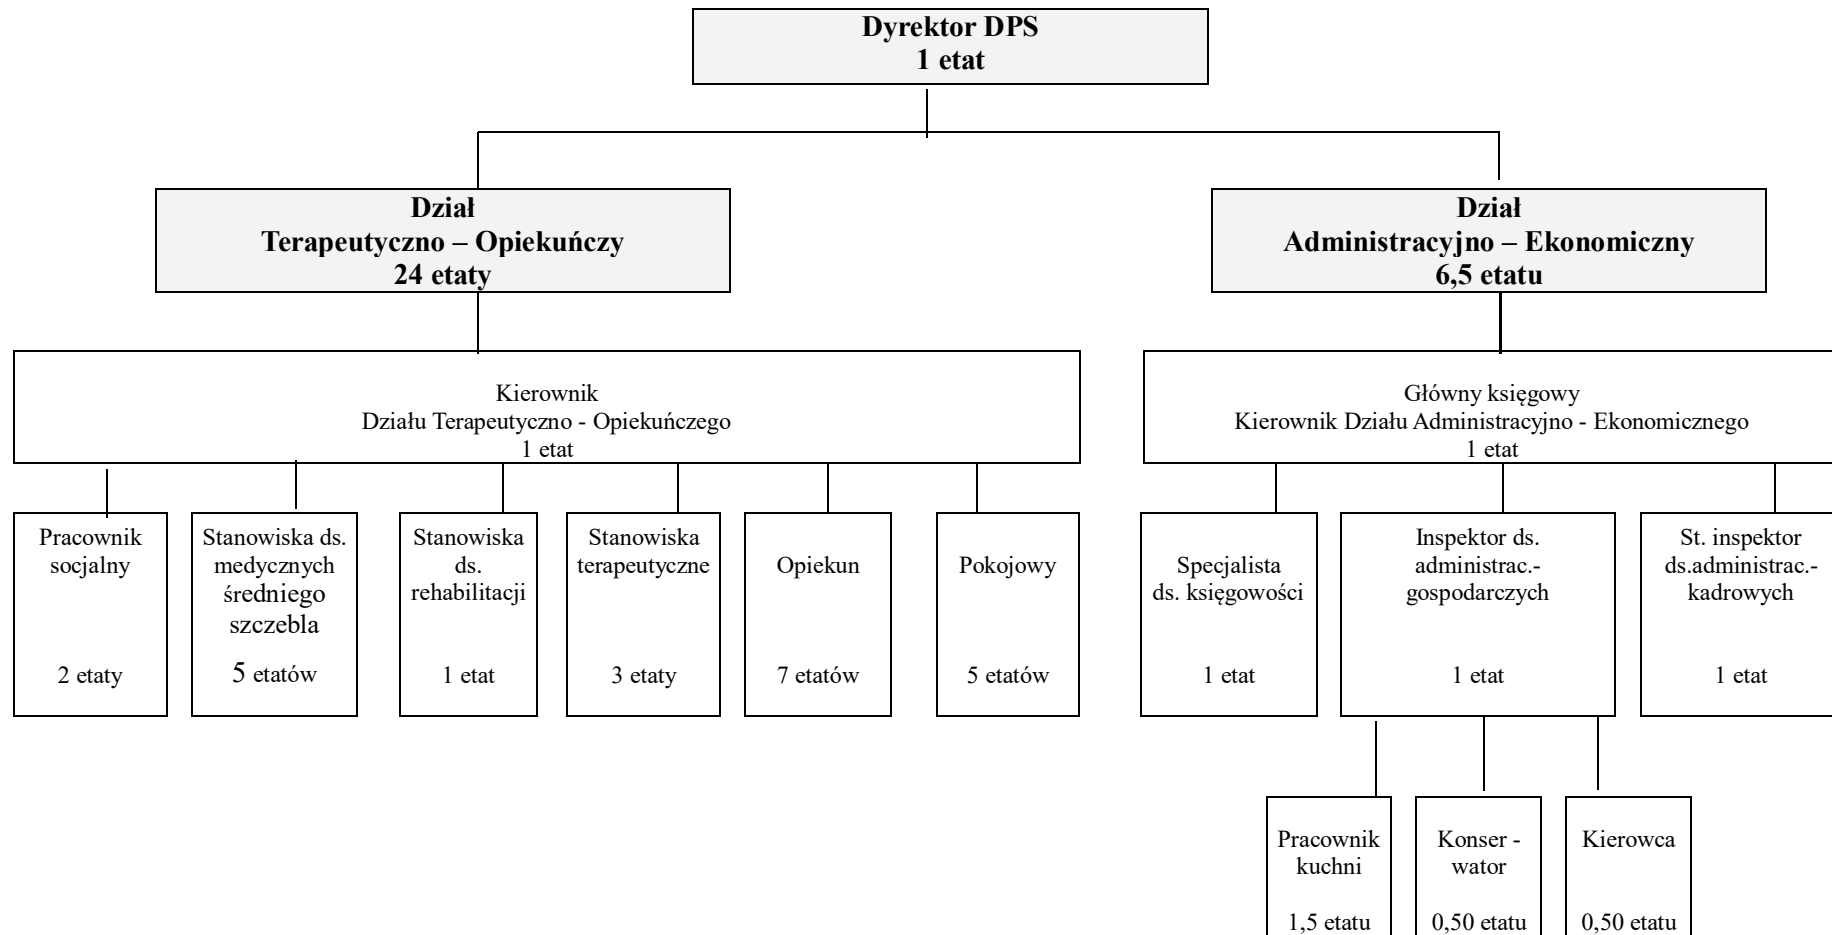 Dyrektor DPS
1 etat
Dział
Terapeutyczno – Opiekuńczy
24 etaty
Dział
Administracyjno – Ekonomiczny
6,5 etatu
Kierownik
Działu Terapeutyczno - Opiekuńczego
1 etat
Główny księgowy
Kierownik Działu Administracyjno - Ekonomicznego
1 etat
Pracownik
socjalny
2 etaty
Stanowiska ds.
medycznych
średniego
szczebla
5 etatów
Stanowiska
ds.
rehabilitacji
1 etat
Stanowiska
terapeutyczne
3 etaty
Opiekun
7 etatów
Pokojowy
5 etatów
Specjalista
ds. księgowości
1 etat
Inspektor ds.
administrac.-
gospodarczych
1 etat
St. inspektor
ds.administrac.-
kadrowych
1 etat
Pracownik
kuchni
1,5 etatu
Konser -
wator
0,50 etatu
Kierowca
0,50 etatu